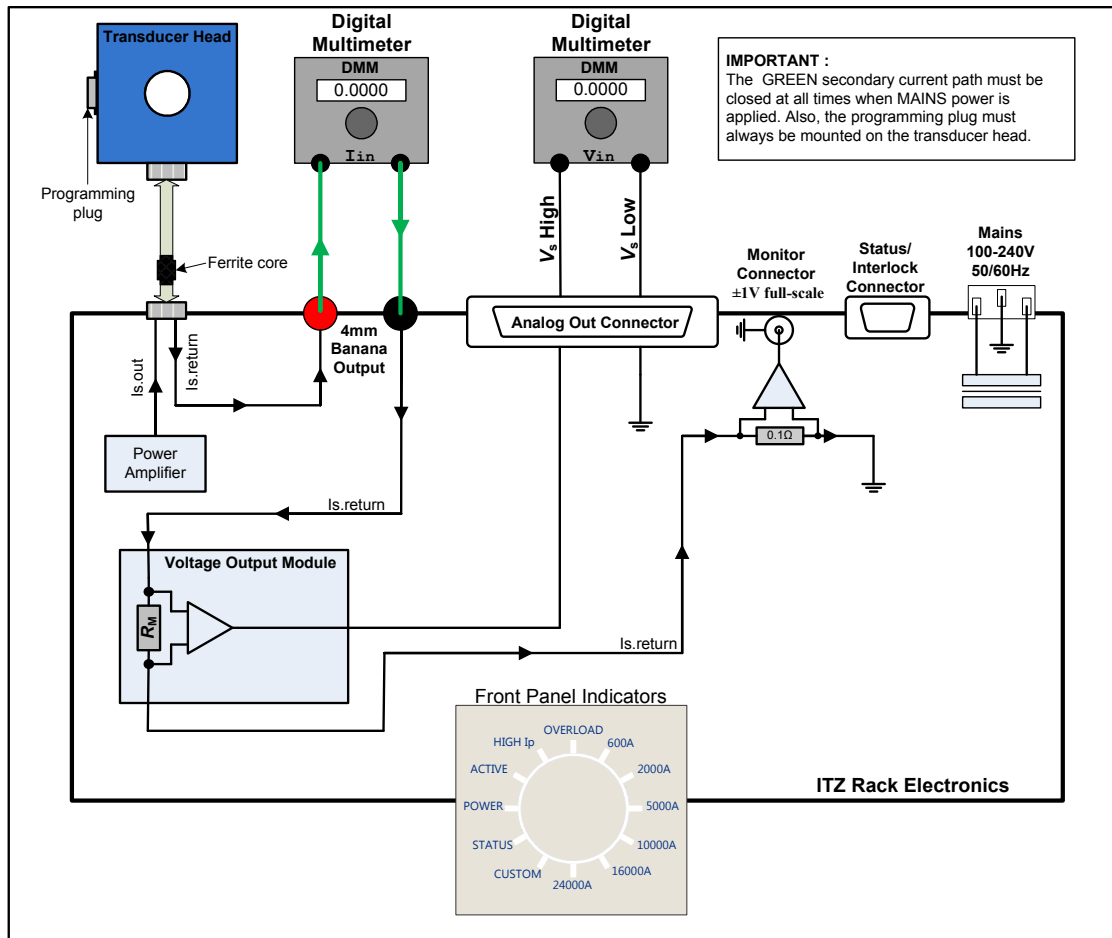 Transducer Head
Programming
plug
Ferrite core
Digital
Multimeter
DMM
0.0000
Iin
Digital
Multimeter
DMM
0.0000
Vin
IMPORTANT :
The GREEN secondary current path must be
closed at all times when MAINS power is
applied. Also, the programming plug must
always be mounted on the transducer head.
Vs High
Vs Low
Monitor
Connector
±1V full-scale
Status/
Interlock
Connector
Mains
100-240V
50/60Hz
4mm
Banana
Output
Analog Out Connector
Is.out
Is.return
Power
Amplifier
0.1Ω
Is.return
Voltage Output Module
RM
Is.return
Front Panel Indicators
OVERLOAD
HIGH Ip
600A
ACTIVE
2000A
POWER
5000A
STATUS
10000A
CUSTOM
16000A
24000A
ITZ Rack Electronics